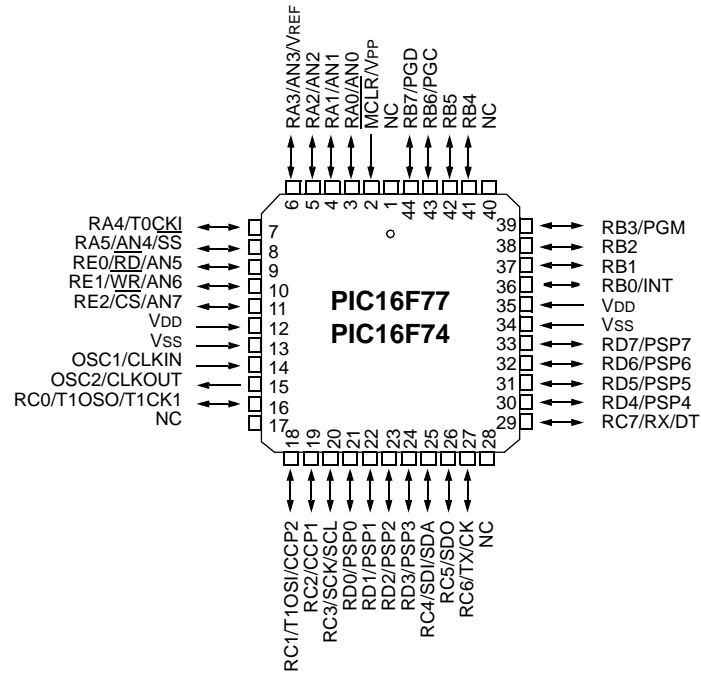 RA3/AN3/VREF
RA2/AN2
RA1/AN1
RA0/AN0
MCLR/VPP
NC
RB7/PGD
RB6/PGC
RB5
RB4
NC
6
5
4
3
2
1
44
43
42
41
40
RA4/T0CKI
7
RA5/AN4/SS
8
RE0/RD/AN5
9
RE1/WR/AN6
10
RE2/CS/AN7
11
VDD
12
VSS
13
OSC1/CLKIN
14
OSC2/CLKOUT
15
RC0/T1OSO/T1CK1
16
NC
17
PIC16F77
PIC16F74
39
RB3/PGM
38
RB2
37
RB1
36
RB0/INT
35
VDD
34
VSS
33
RD7/PSP7
32
RD6/PSP6
31
RD5/PSP5
30
RD4/PSP4
29
RC7/RX/DT
18
19
20
21
22
23
24
25
26
27
28
RC1/T1OSI/CCP2
RC2/CCP1
RC3/SCK/SCL
RD0/PSP0
RD1/PSP1
RD2/PSP2
RD3/PSP3
RC4/SDI/SDA
RC5/SDO
RC6/TX/CK
NC